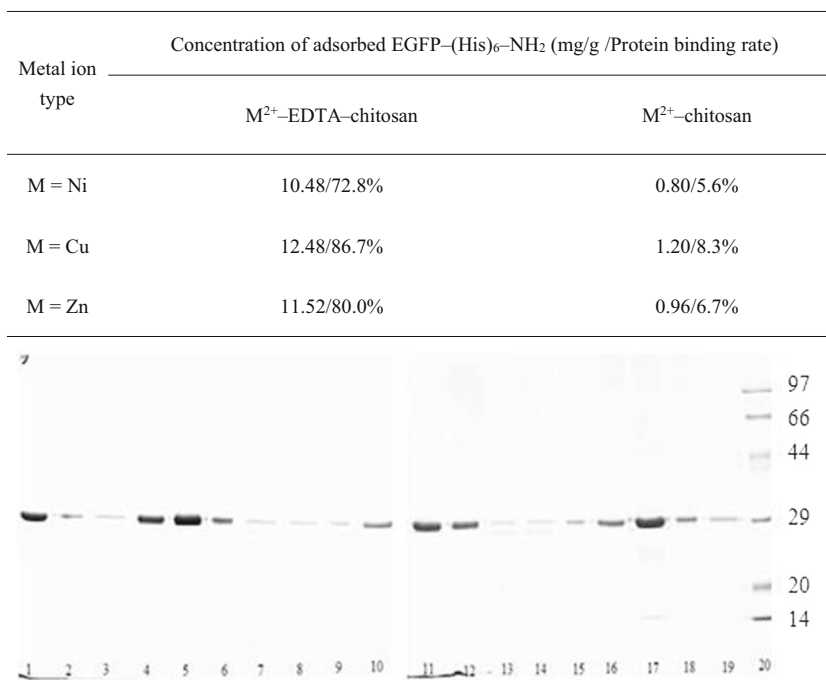 Concentration of adsorbed EGFP–(His)₆–NH₂ (mg/g /Protein binding rate)
Metal ion
type
M²⁺–EDTA–chitosan M²⁺–chitosan
M = Ni 10.48/72.8% 0.80/5.6%
M = Cu 12.48/86.7% 1.20/8.3%
M = Zn 11.52/80.0% 0.96/6.7%
97
66
44
29
20
14
1 2 3 4 5 6 7 8 9 10 11 12 13 14 15 16 17 18 19 20